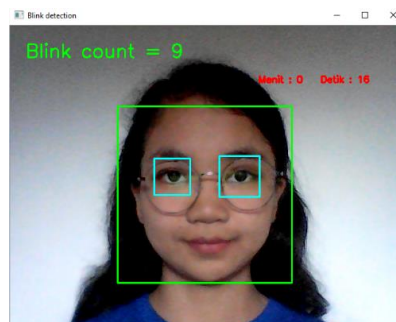 Blink detection
Blink count = 9
Menit : 0 Detik : 16